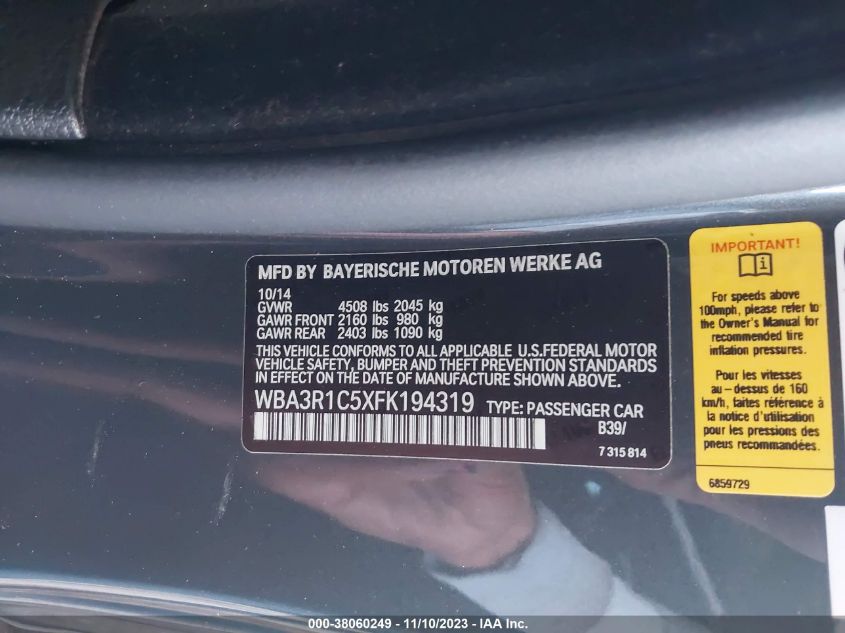 MFD BY BAYERISCHE MOTOREN WERKE AG
10/14
GVWR 4508 lbs 2045 kg
GAWR FRONT 2160 lbs 980 kg
GAWR REAR 2403 lbs 1090 kg
THIS VEHICLE CONFORMS TO ALL APPLICABLE U.S.FEDERAL MOTOR
VEHICLE SAFETY, BUMPER AND THEFT PREVENTION STANDARDS
IN EFFECT ON THE DATE OF MANUFACTURE SHOWN ABOVE.
WBA3R1C5XFK194319 TYPE: PASSENGER CAR
B39/
7 315 814
IMPORTANT!
For speeds above
100mph, please refer to
the Owner's Manual for
recommended tire
inflation pressures.
Pour les vitesses
au – dessus de 160
km/h, faites référence à
la notice d'utilisation
pour les pressions des
pneus recommandées.
6859729
000-38060249 - 11/10/2023 - IAA Inc.